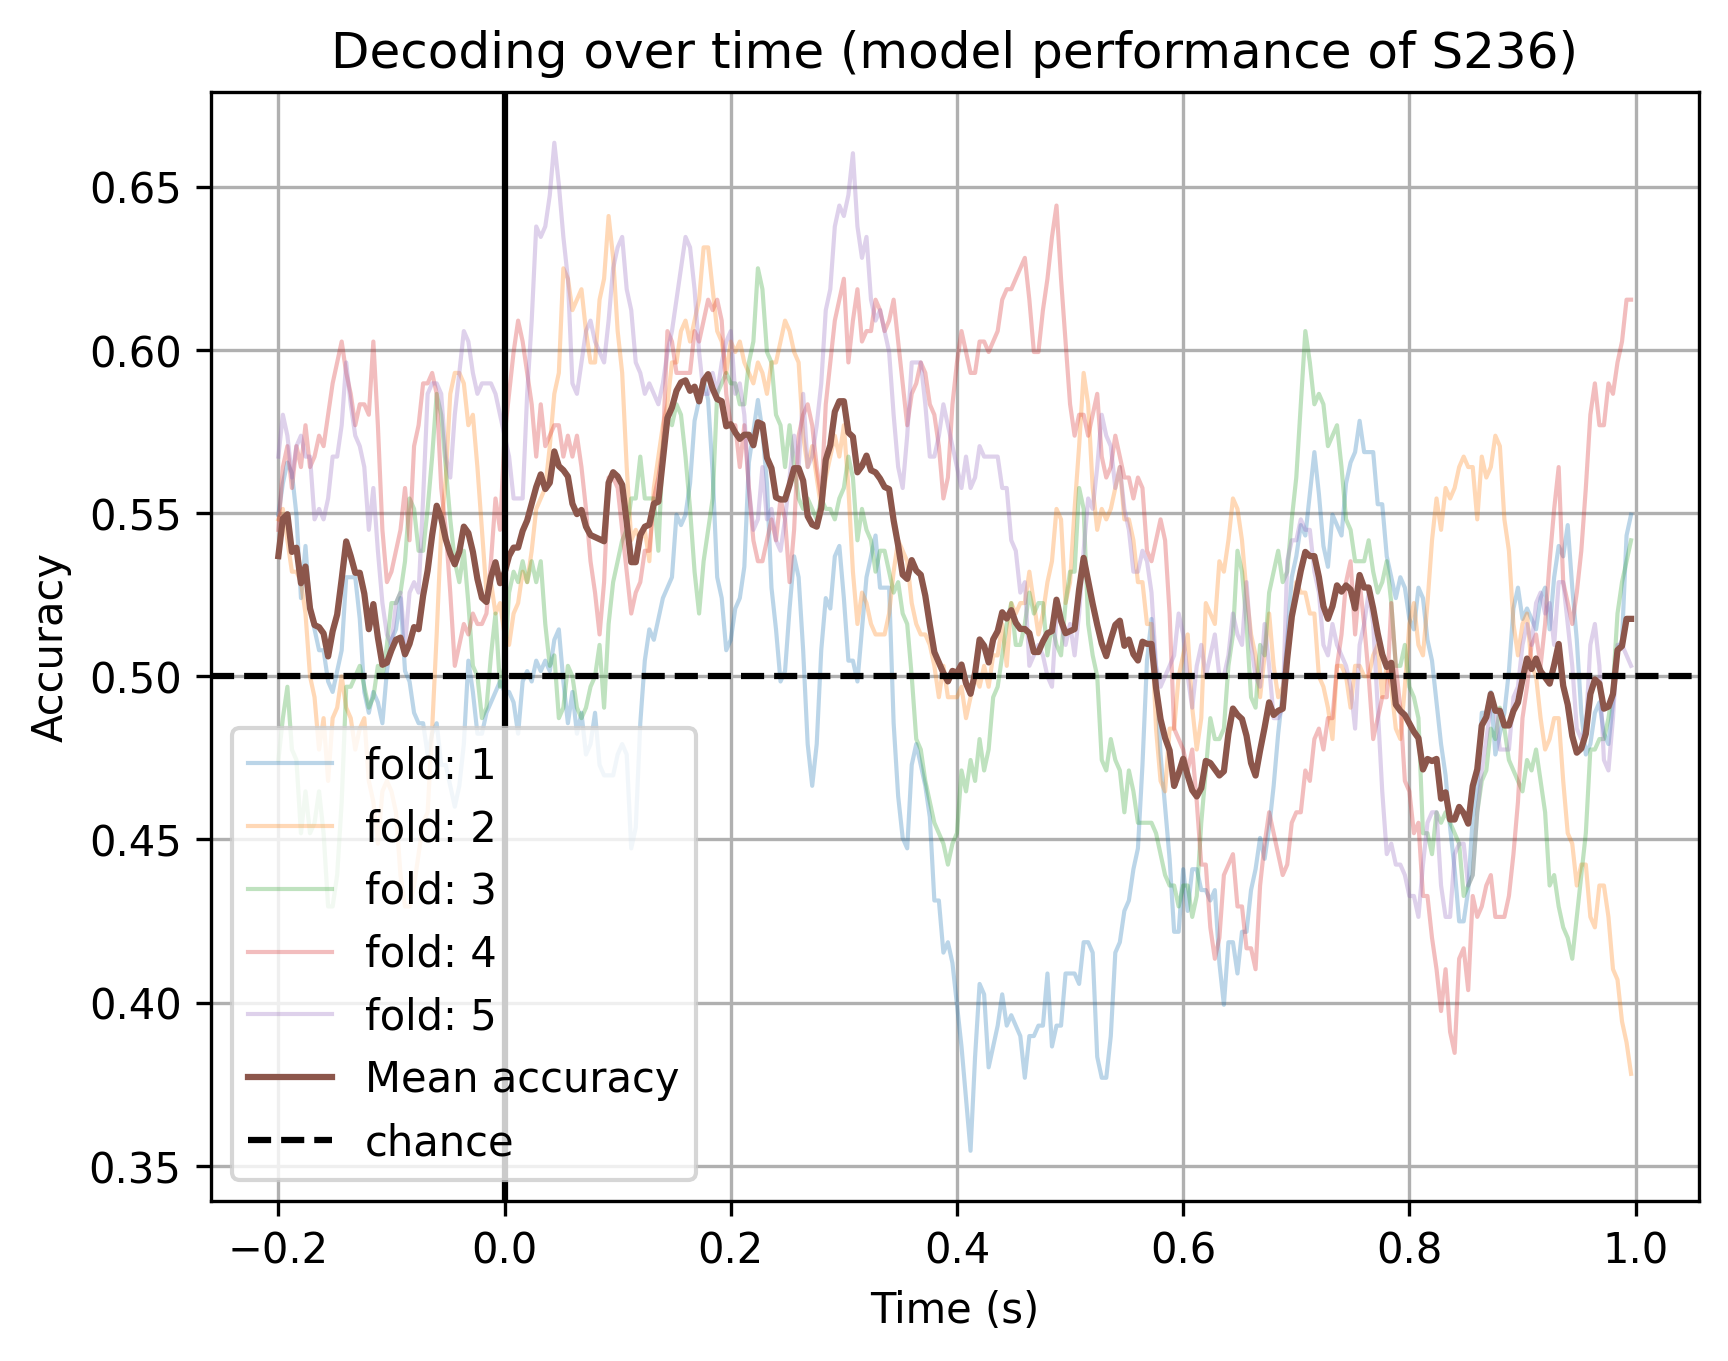 Decoding over time (model performance of S236)
Accuracy
0.65
0.60
0.55
0.50
0.45
0.40
0.35
fold: 1
fold: 2
fold: 3
fold: 4
fold: 5
Mean accuracy
chance
−0.2 0.0 0.2 0.4 0.6 0.8 1.0
Time (s)